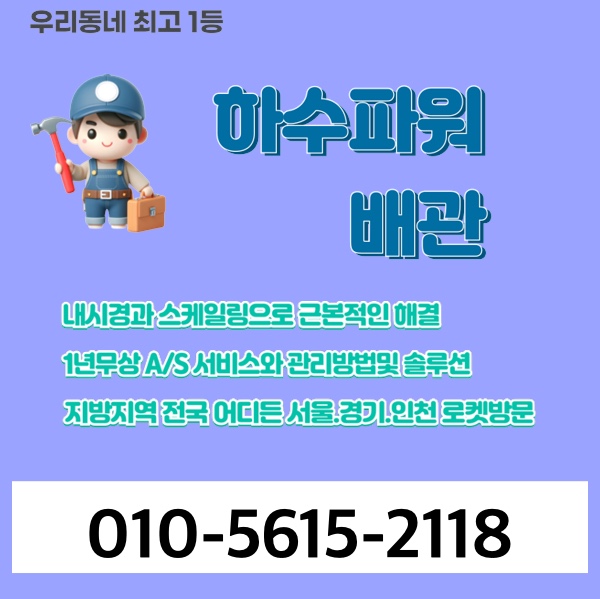 우리동네 최고 1등
하수파워
배관
내시경과 스케일링으로 근본적인 해결
1년무상 A/S 서비스와 관리방법및 솔루션
지방지역 전국 어디든 서울.경기.인천 로켓방문
010-5615-2118